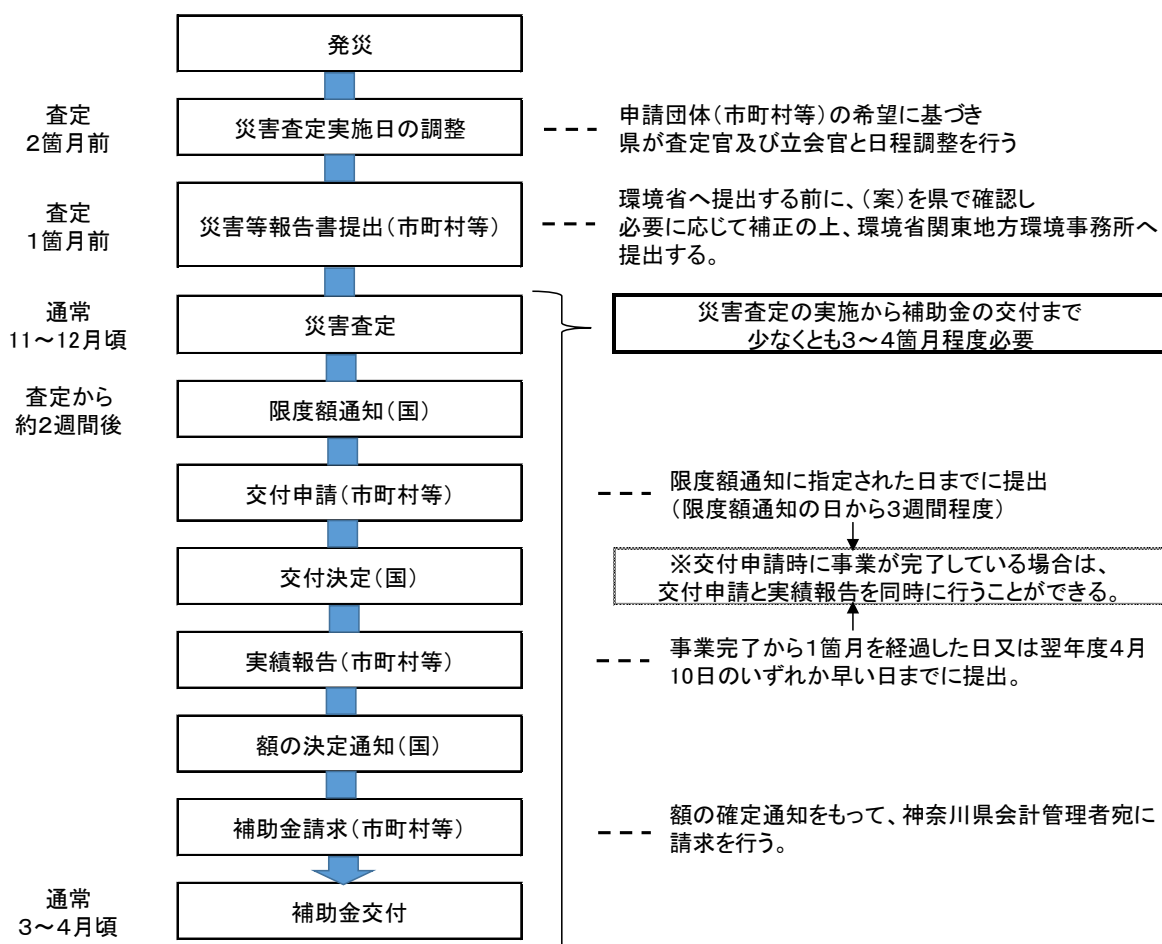 発災
査定
2箇月前
災害査定実施日の調整
申請団体(市町村等)の希望に基づき
県が査定官及び立会官と日程調整を行う
査定
1箇月前
災害等報告書提出(市町村等)
環境省へ提出する前に、(案)を県で確認し
必要に応じて補正の上、環境省関東地方環境事務所へ
提出する。
通常
11~12月頃
災害査定
災害査定の実施から補助金の交付まで
少なくとも3~4箇月程度必要
査定から
約2週間後
限度額通知(国)
交付申請(市町村等)
限度額通知に指定された日までに提出
(限度額通知の日から3週間程度)
交付決定(国)
※交付申請時に事業が完了している場合は、
交付申請と実績報告を同時に行うことができる。
実績報告(市町村等)
事業完了から1箇月を経過した日又は翌年度4月
10日のいずれか早い日までに提出。
額の決定通知(国)
補助金請求(市町村等)
額の確定通知をもって、神奈川県会計管理者宛に
請求を行う。
通常
3~4月頃
補助金交付